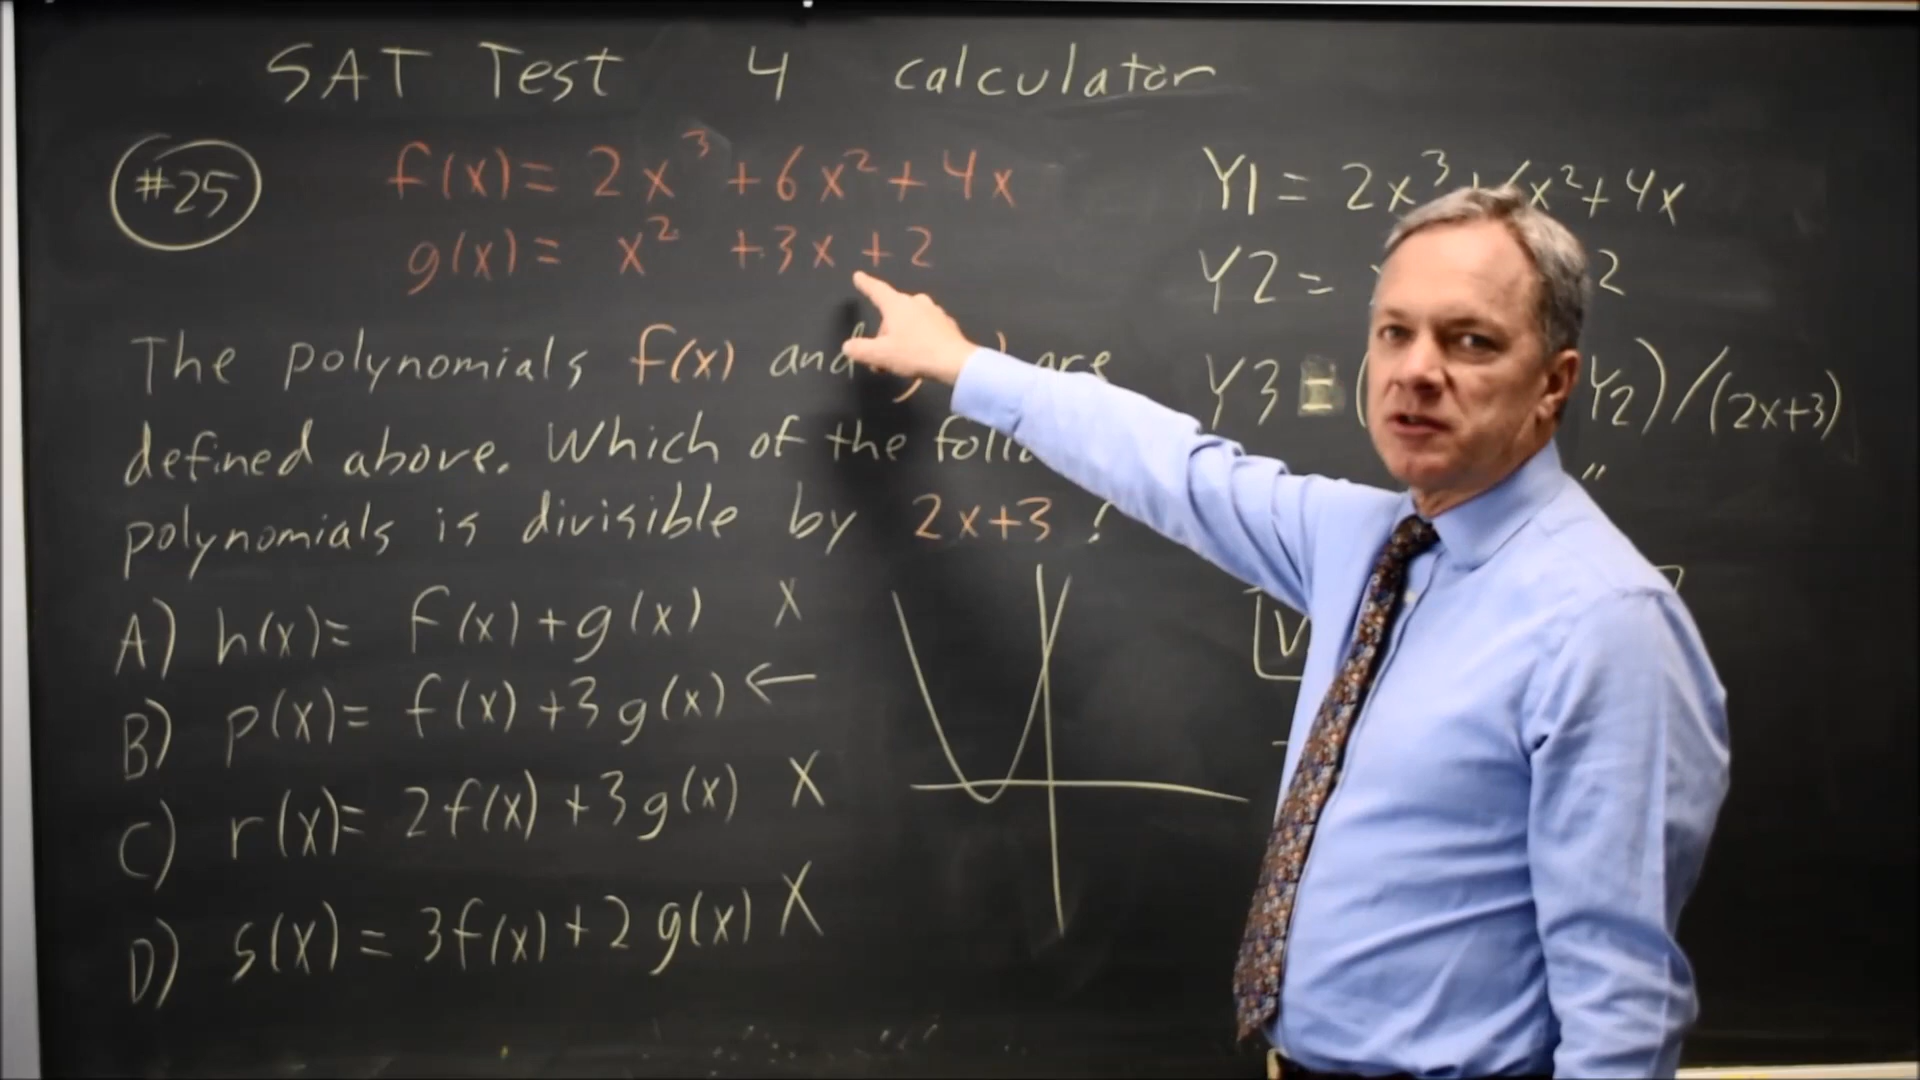 SAT Test 4 calculator
#25
f(x) = 2x³ + 6x² + 4x
g(x) = x² + 3x + 2
The polynomials f(x) and are
defined above. Which of the
polynomials is divisible by 2x+3 ?
A) h(x) = f(x) + g(x) X
B) p(x) = f(x) + 3g(x) ←
C) r(x) = 2f(x) + 3g(x) X
D) s(x) = 3f(x) + 2g(x) X
Y1 = 2x³ + x² + 4x
Y2 = 2
Y3 = ( Y2)/(2x+3)
"